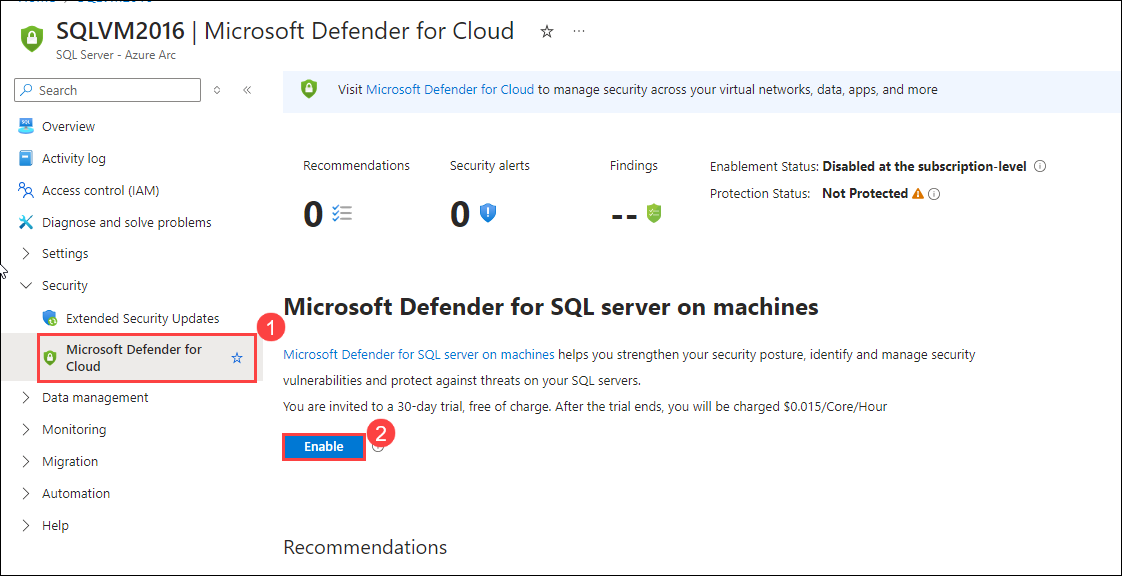 SQLVM2016 | Microsoft Defender for Cloud
SQL Server - Azure Arc
Search
Overview
Activity log
Access control (IAM)
Diagnose and solve problems
Settings
Security
Extended Security Updates
Microsoft Defender for
Cloud
1
Data management
Monitoring
Migration
Automation
Help
Visit Microsoft Defender for Cloud to manage security across your virtual networks, data, apps, and more
Recommendations
0
Security alerts
0
Findings
--
Enablement Status: Disabled at the subscription-level
Protection Status: Not Protected
Microsoft Defender for SQL server on machines
Microsoft Defender for SQL server on machines helps you strengthen your security posture, identify and manage security
vulnerabilities and protect against threats on your SQL servers.
You are invited to a 30-day trial, free of charge. After the trial ends, you will be charged $0.015/Core/Hour
Enable
2
Recommendations